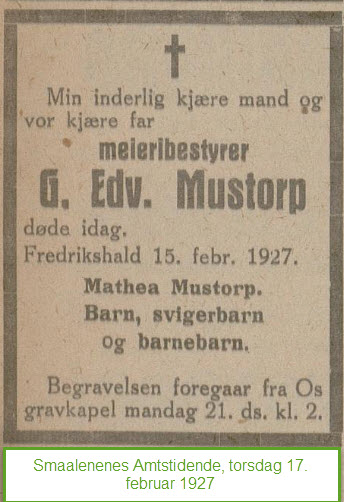 Min inderlig kjære mand og
vor kjære far
meieribestyrer
G. Edv. Mustorp
døde idag.
Fredrikshald 15. febr. 1927.
Mathea Mustorp.
Barn, svigerbarn
og barnebarn.
Begravelsen foregaar fra Os
gravkapel mandag 21. ds. kl. 2.
Smaalenenes Amtstidende, torsdag 17.
februar 1927